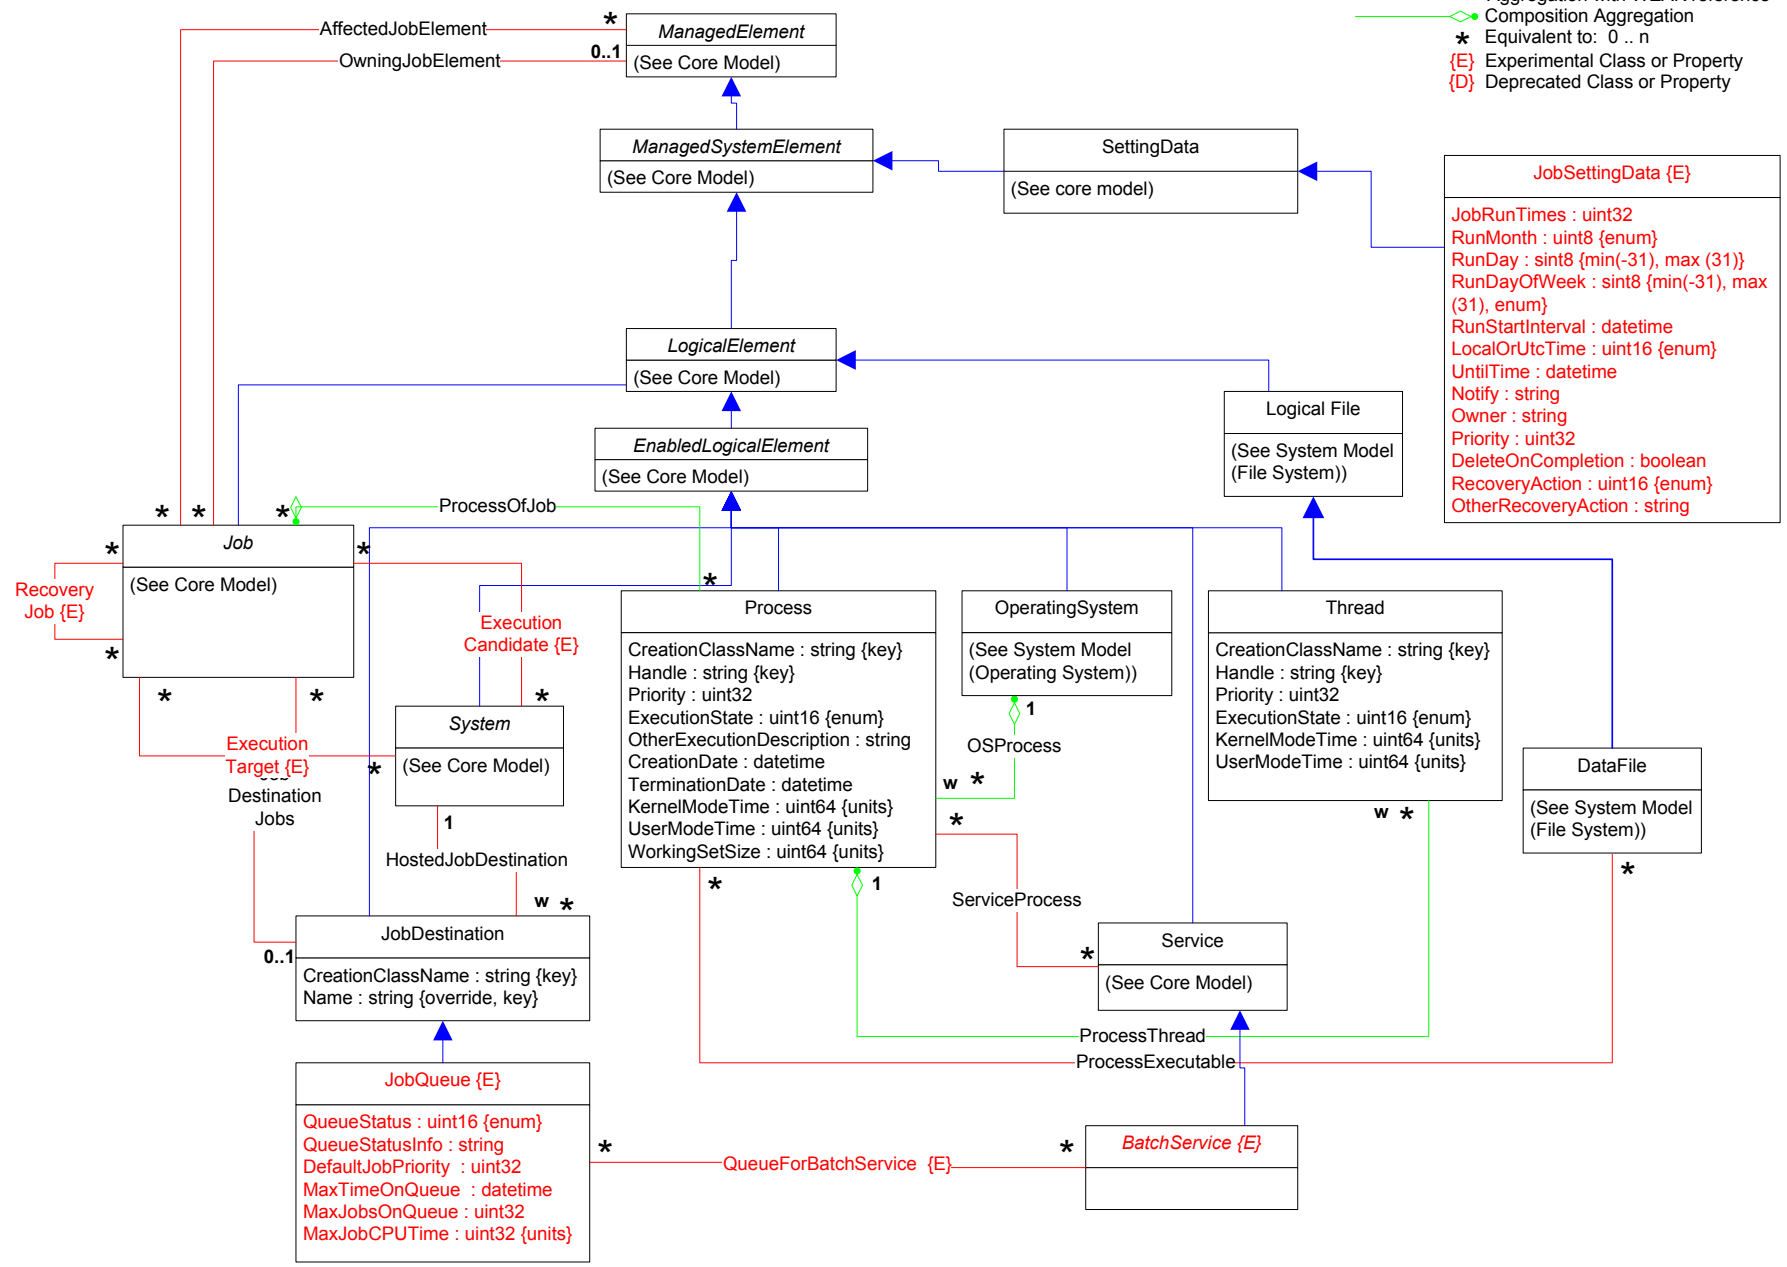 Aggregation with WEAK reference
Composition Aggregation
* Equivalent to: 0 .. n
{E} Experimental Class or Property
{D} Deprecated Class or Property
AffectedJobElement
*
OwningJobElement
0..1
ManagedElement
(See Core Model)
ManagedSystemElement
(See Core Model)
SettingData
(See core model)
JobSettingData {E}
JobRunTimes : uint32
RunMonth : uint8 {enum}
RunDay : sint8 {min(-31), max (31)}
RunDayOfWeek : sint8 {min(-31), max
(31), enum}
RunStartInterval : datetime
LocalOrUtcTime : uint16 {enum}
UntilTime : datetime
Notify : string
Owner : string
Priority : uint32
DeleteOnCompletion : boolean
RecoveryAction : uint16 {enum}
OtherRecoveryAction : string
LogicalElement
(See Core Model)
Logical File
(See System Model
(File System))
EnabledLogicalElement
(See Core Model)
ProcessOfJob
* * *
*
Job
(See Core Model)
* *
*
Recovery
Job {E}
*
* *
Execution
Candidate {E}
*
System
(See Core Model)
Execution
Target {E}
*
Job
Destination
Jobs
1
HostedJobDestination
w *
0..1
Process
CreationClassName : string {key}
Handle : string {key}
Priority : uint32
ExecutionState : uint16 {enum}
OtherExecutionDescription : string
CreationDate : datetime
TerminationDate : datetime
KernelModeTime : uint64 {units}
UserModeTime : uint64 {units}
WorkingSetSize : uint64 {units}
OperatingSystem
(See System Model
(Operating System))
1
OSProcess
w *
Thread
CreationClassName : string {key}
Handle : string {key}
Priority : uint32
ExecutionState : uint16 {enum}
KernelModeTime : uint64 {units}
UserModeTime : uint64 {units}
w *
DataFile
(See System Model
(File System))
*
*
* 1
ServiceProcess
*
Service
(See Core Model)
JobDestination
CreationClassName : string {key}
Name : string {override, key}
ProcessThread
ProcessExecutable
JobQueue {E}
QueueStatus : uint16 {enum}
QueueStatusInfo : string
DefaultJobPriority : uint32
MaxTimeOnQueue : datetime
MaxJobsOnQueue : uint32
MaxJobCPUTime : uint32 {units}
*
QueueForBatchService {E}
*
BatchService {E}